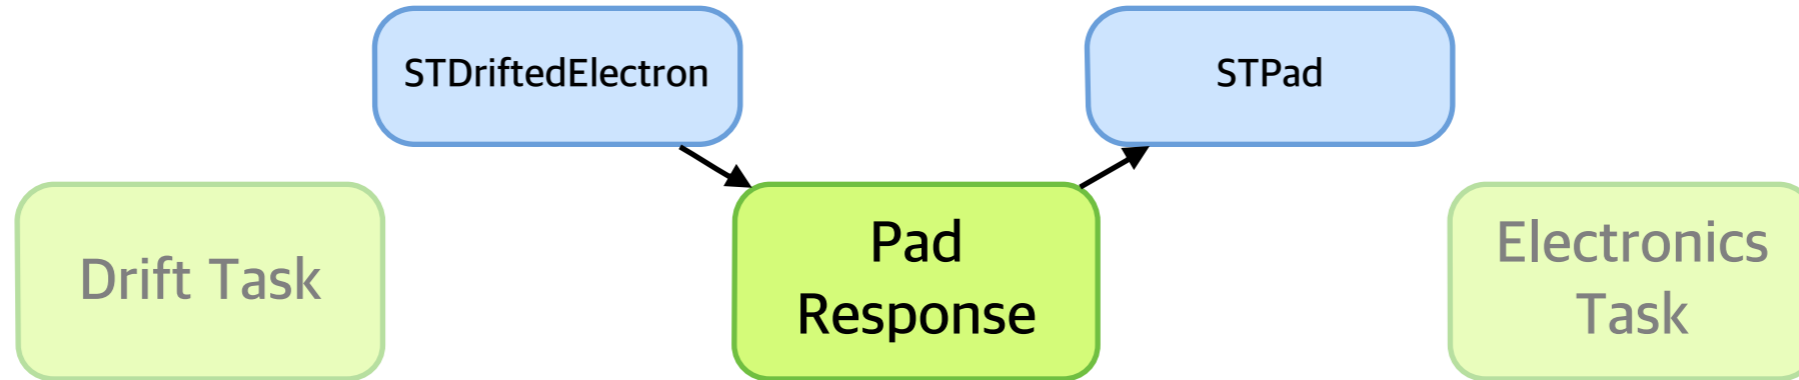 STDriftedElectron
STPad
Drift Task
Pad
Response
Electronics
Task